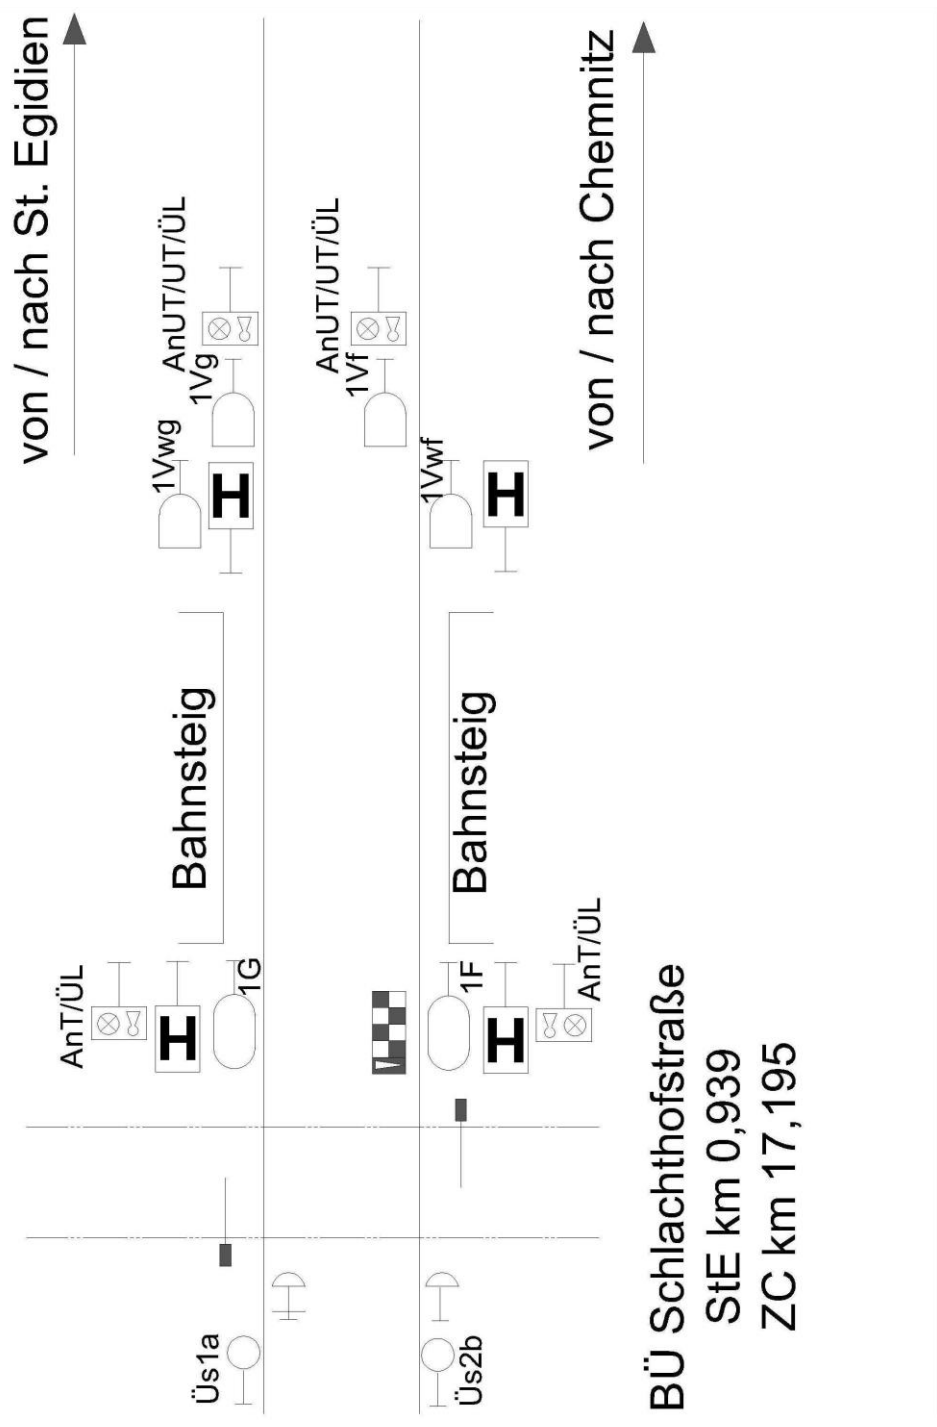 von / nach St. Egidien
AnUT/UT/ÜL
1Vg
1Vwg
H
Bahnsteig
AnT/ÜL
H
1G
Üs1a
AnUT/UT/ÜL
1Vf
1Vwf
H
Bahnsteig
1F
H
AnT/ÜL
Üs2b
von / nach Chemnitz
BÜ Schlachthofstraße
StE km 0,939
ZC km 17,195